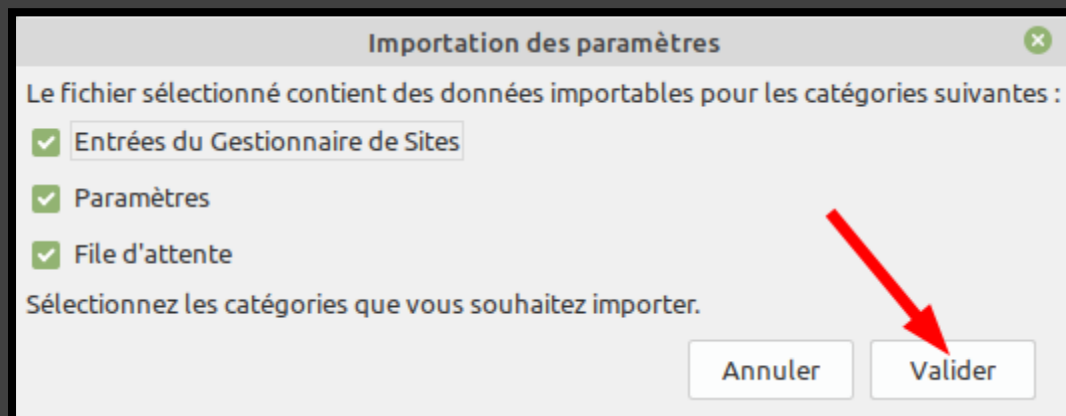 Importation des paramètres
Le fichier sélectionné contient des données importables pour les catégories suivantes :
Entrées du Gestionnaire de Sites
Paramètres
File d'attente
Sélectionnez les catégories que vous souhaitez importer.
Annuler Valider